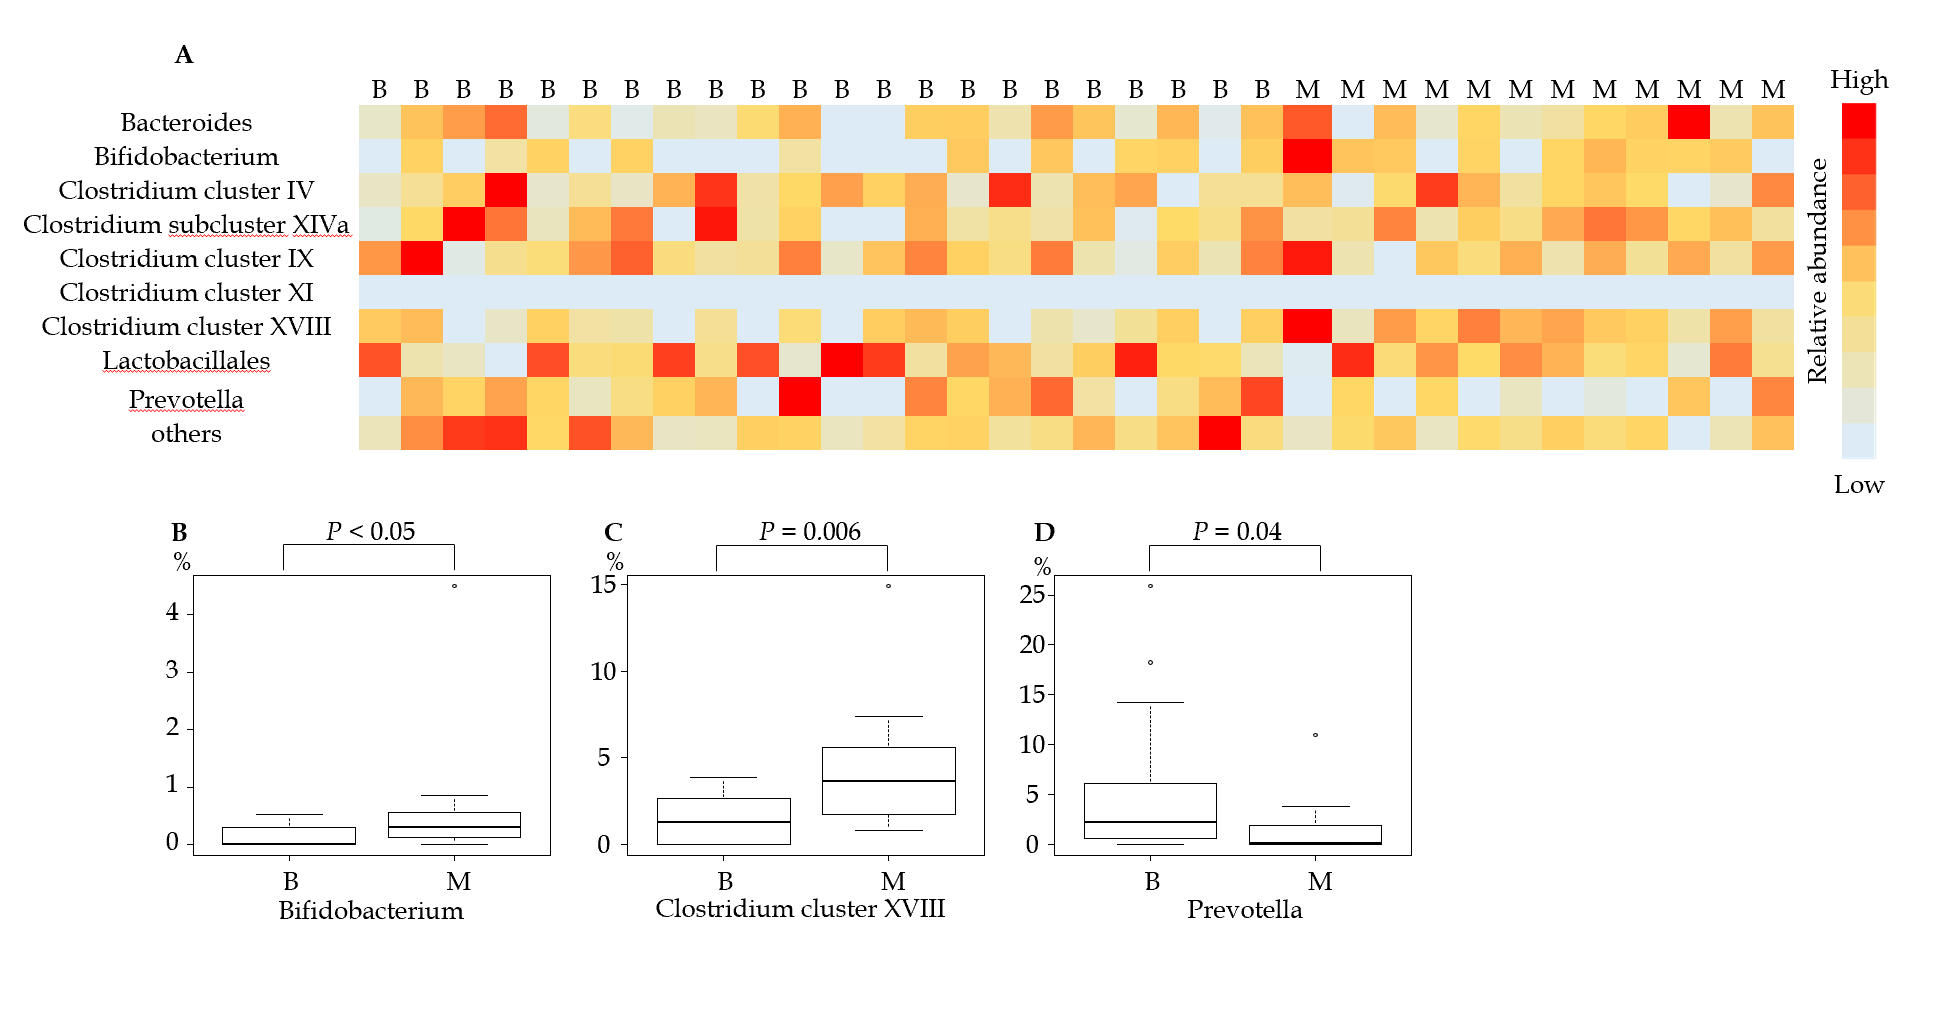 A
B B B B B B B B B B B B B B B B B B B B B B M M M M M M M M M M M M
High
Bacteroides
Bifidobacterium
Clostridium cluster IV
Clostridium subcluster XIVa
Clostridium cluster IX
Clostridium cluster XI
Clostridium cluster XVIII
Lactobacillales
Prevotella
others
Relative abundance
Low
B
P < 0.05
%
4
3
2
1
0
B M
Bifidobacterium
C
P = 0.006
%
15
10
5
0
B M
Clostridium cluster XVIII
D
P = 0.04
%
25
20
15
10
5
0
B M
Prevotella